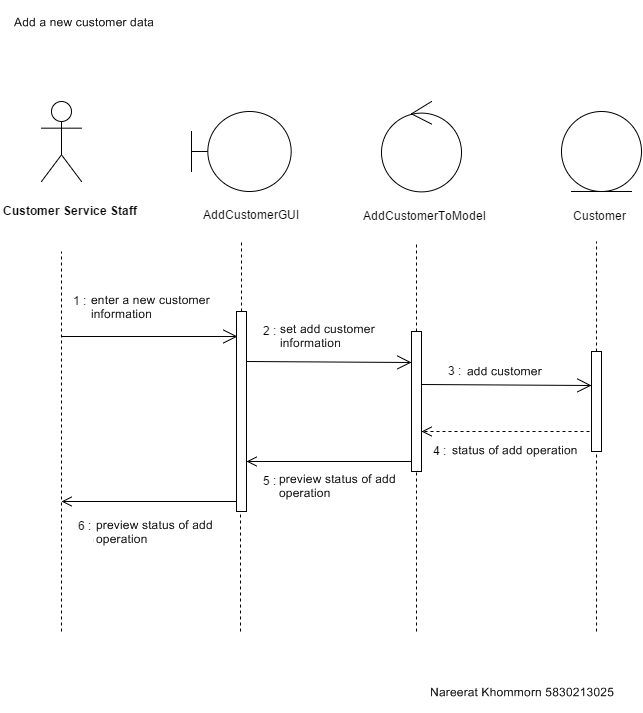 Add a new customer data
Customer Service Staff
AddCustomerGUI
AddCustomerToModel
Customer
1 : enter a new customer
information
2 : set add customer
information
3 : add customer
4 : status of add operation
5 : preview status of add
operation
6 : preview status of add
operation
Nareerat Khommorn 5830213025